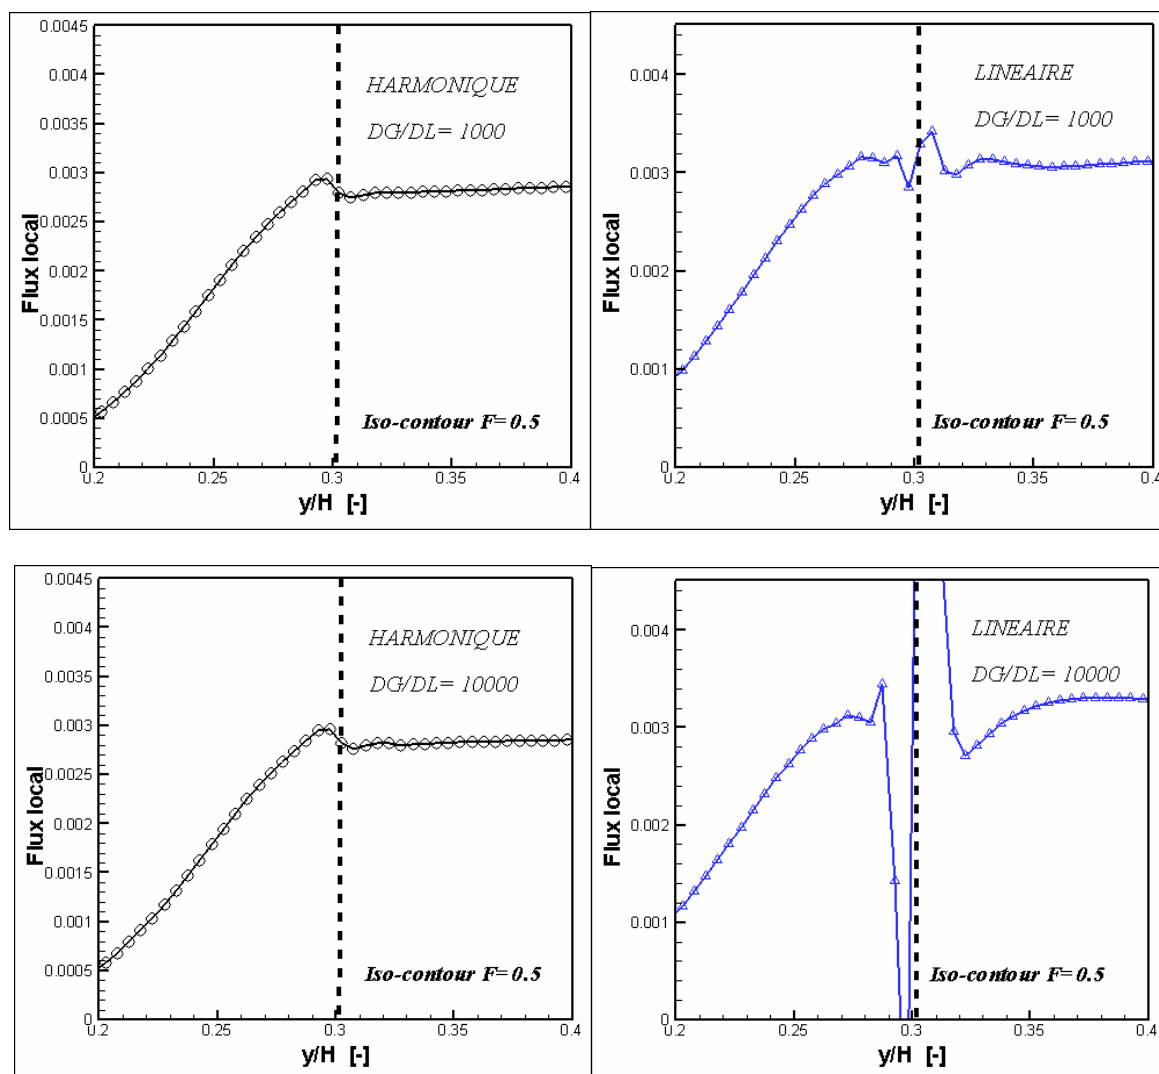 0.0045
0.004
0.0035
0.003
0.0025
0.002
0.0015
0.001
0.0005
0
Flux local
HARMONIQUE
DG/DL= 1000
Iso-contour F=0.5
0.2 0.25 0.3 0.35 0.4
y/H [-]
0.004
0.003
0.002
0.001
0
Flux local
LINEAIRE
DG/DL= 1000
Iso-contour F=0.5
0.2 0.25 0.3 0.35 0.4
y/H [-]
0.0045
0.004
0.0035
0.003
0.0025
0.002
0.0015
0.001
0.0005
0
Flux local
HARMONIQUE
DG/DL= 10000
Iso-contour F=0.5
0.2 0.25 0.3 0.35 0.4
y/H [-]
0.004
0.003
0.002
0.001
0
Flux local
LINEAIRE
DG/DL= 10000
Iso-contour F=0.5
0.2 0.25 0.3 0.35 0.4
y/H [-]